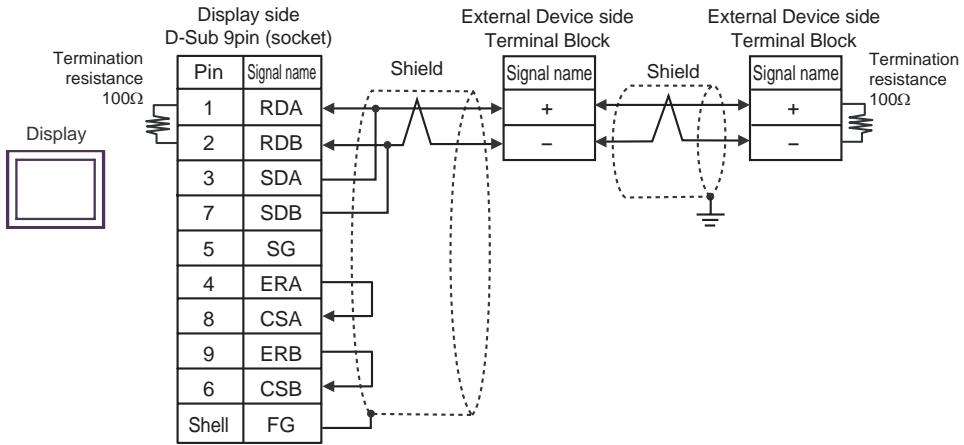 Display side
D-Sub 9pin (socket)
External Device side
Terminal Block
External Device side
Terminal Block
Termination
resistance
100Ω
Display
Pin Signal name
1 RDA
2 RDB
3 SDA
7 SDB
5 SG
4 ERA
8 CSA
9 ERB
6 CSB
Shell FG
Shield
Signal name
+
−
Shield
Signal name
+
−
Termination
resistance
100Ω